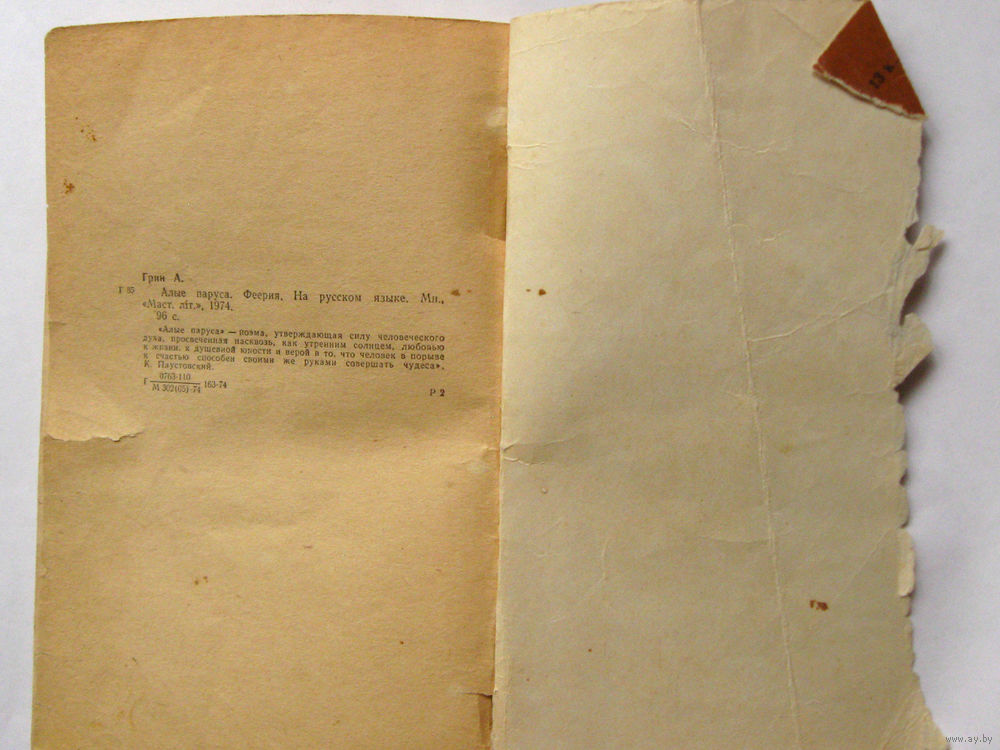 Грин А.
Г 85
Алые паруса. Феерия. На русском языке. Мн.,
«Маст. літ.», 1974.
96 с.
«Алые паруса» — поэма, утверждающая силу человеческого
духа, просвеченная насквозь, как утренним солнцем, любовью
к жизни, к душевной юности и верой в то, что человек в порыве
к счастью способен своими же руками совершать чудеса».
К. Паустовский.
0763-110
Г 163-74
М 302(05)-74
Р 2
13 к
www.ay.by